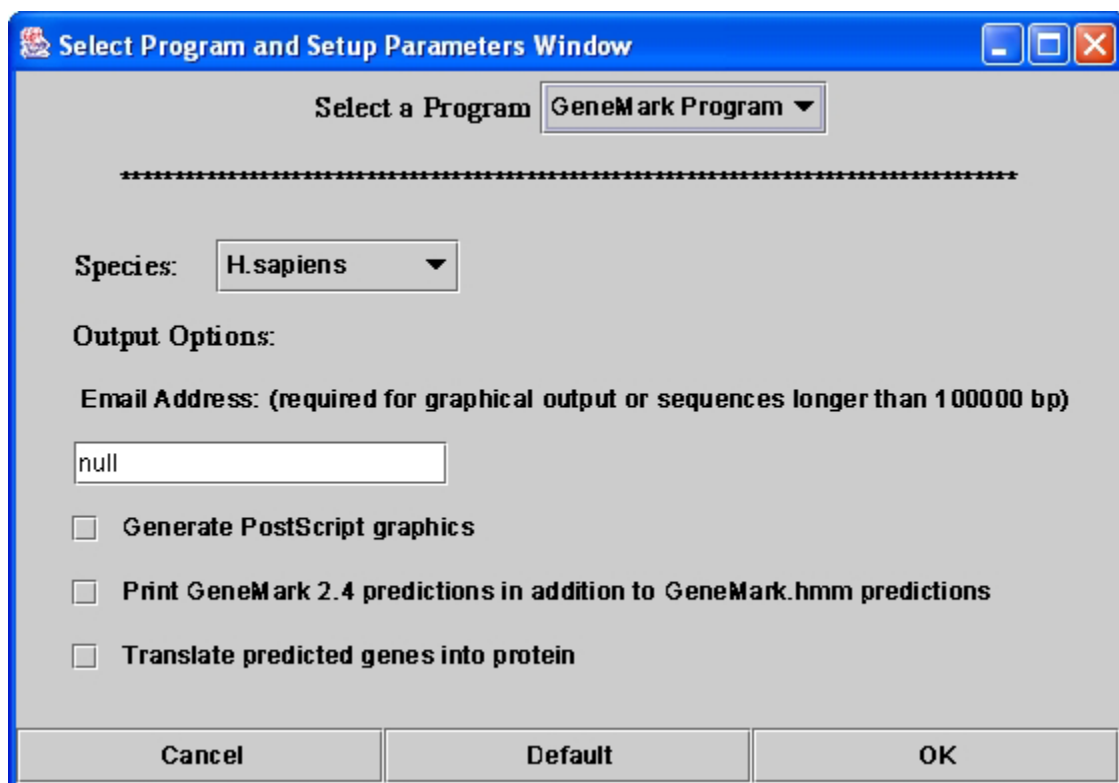 Select Program and Setup Parameters Window
Select a Program GeneMark Program
Species: H.sapiens
Output Options:
Email Address: (required for graphical output or sequences longer than 100000 bp)
null
Generate PostScript graphics
Print GeneMark 2.4 predictions in addition to GeneMark.hmm predictions
Translate predicted genes into protein
Cancel Default OK